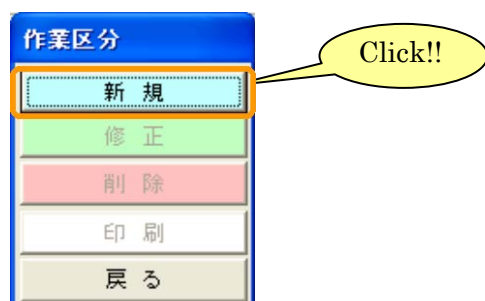 作業区分
Click!!
新 規
修 正
削 除
印 刷
戻 る